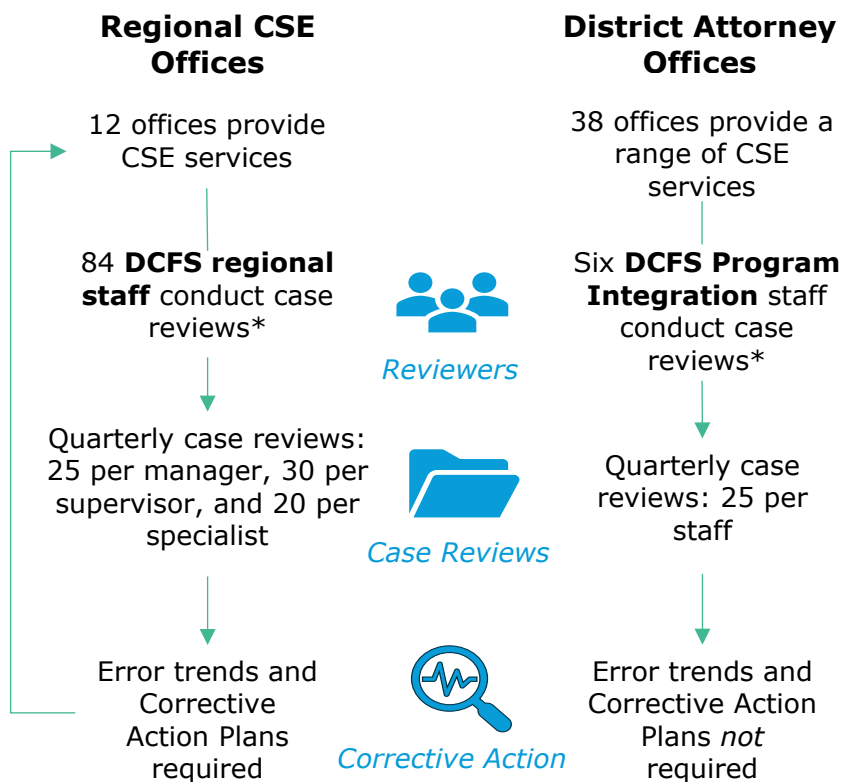 Regional CSE
Offices
12 offices provide
CSE services
84 DCFS regional
staff conduct case
reviews*
Quarterly case reviews:
25 per manager, 30 per
supervisor, and 20 per
specialist
Error trends and
Corrective
Action Plans
required
Reviewers
Case Reviews
Corrective Action
District Attorney
Offices
38 offices provide a
range of CSE
services
Six DCFS Program
Integration staff
conduct case
reviews*
Quarterly case
reviews: 25 per
staff
Error trends and
Corrective Action
Plans not
required